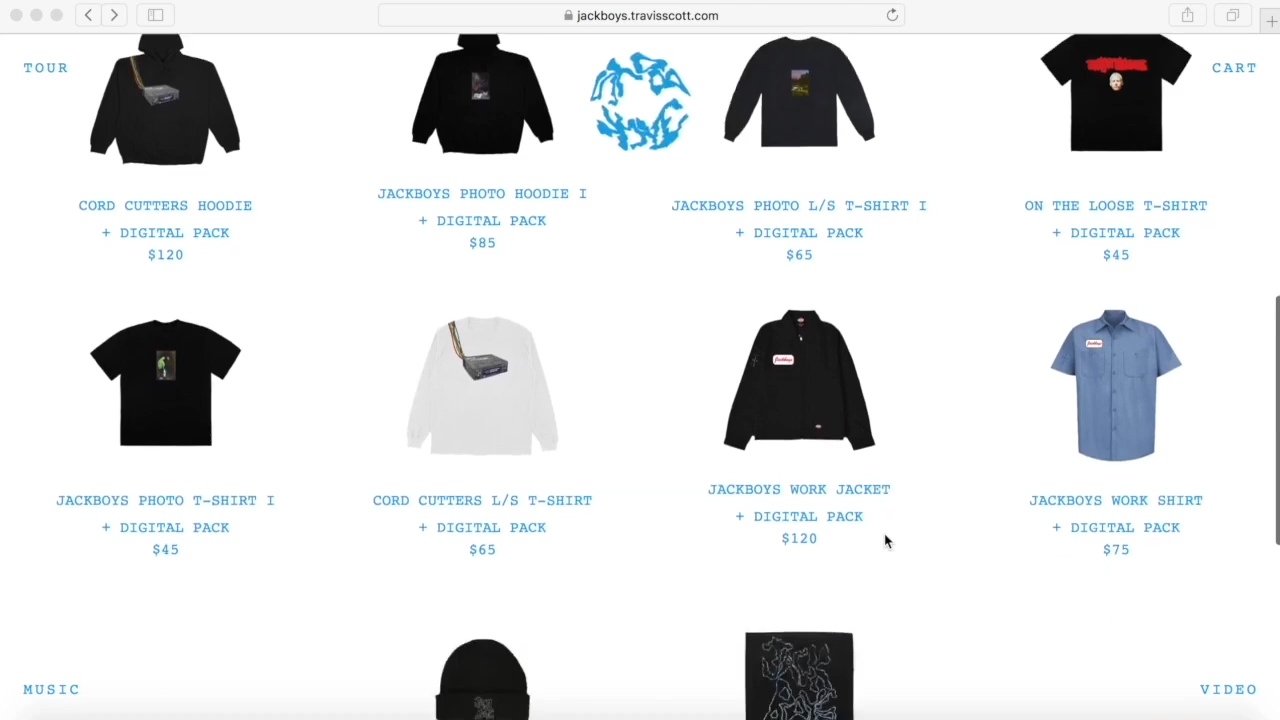 jackboys.travisscott.com
TOUR
CART
CORD CUTTERS HOODIE
+ DIGITAL PACK
$120
JACKBOYS PHOTO HOODIE I
+ DIGITAL PACK
$85
JACKBOYS PHOTO L/S T-SHIRT I
+ DIGITAL PACK
$65
ON THE LOOSE T-SHIRT
+ DIGITAL PACK
$45
JACKBOYS PHOTO T-SHIRT I
+ DIGITAL PACK
$45
CORD CUTTERS L/S T-SHIRT
+ DIGITAL PACK
$65
Jackboys
JACKBOYS WORK JACKET
+ DIGITAL PACK
$120
Jackboys
JACKBOYS WORK SHIRT
+ DIGITAL PACK
$75
MUSIC
VIDEO